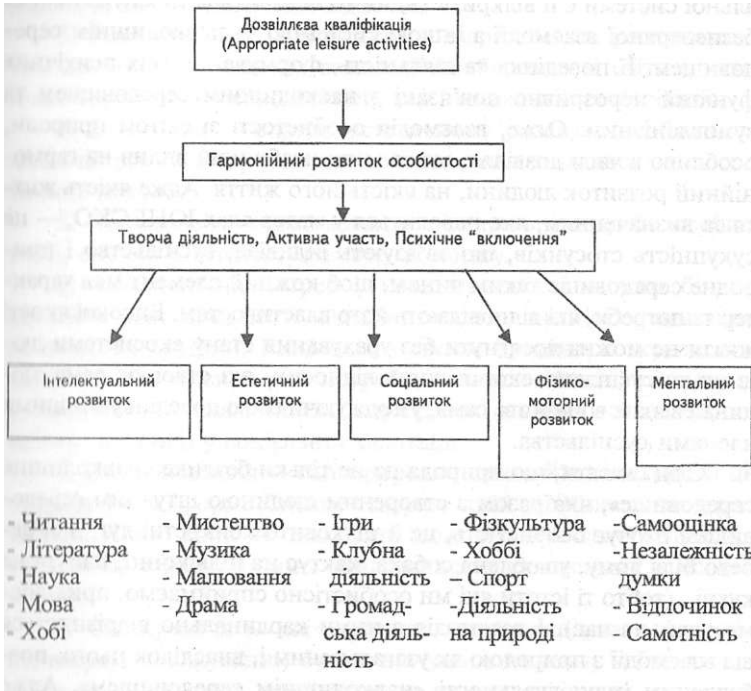 Дозвіллєва кваліфікація
(Appropriate leisure activities)
Гармонійний розвиток особистості
Творча діяльність, Активна участь, Психічне "включення"
Інтелектуальний
розвиток
Естетичний
розвиток
Соціальний
розвиток
Фізико-
моторний
розвиток
Ментальний
розвиток
- Читання
- Література
- Наука
- Мова
- Хобі
- Мистецтво
- Музика
- Малювання
- Драма
- Ігри
- Клубна
діяльність
- Громад-
ська діяль-
ність
- Фізкультура
- Хоббі
- Спорт
- Діяльність
на природі
- Самооцінка
- Незалежність
думки
- Відпочинок
- Самотність